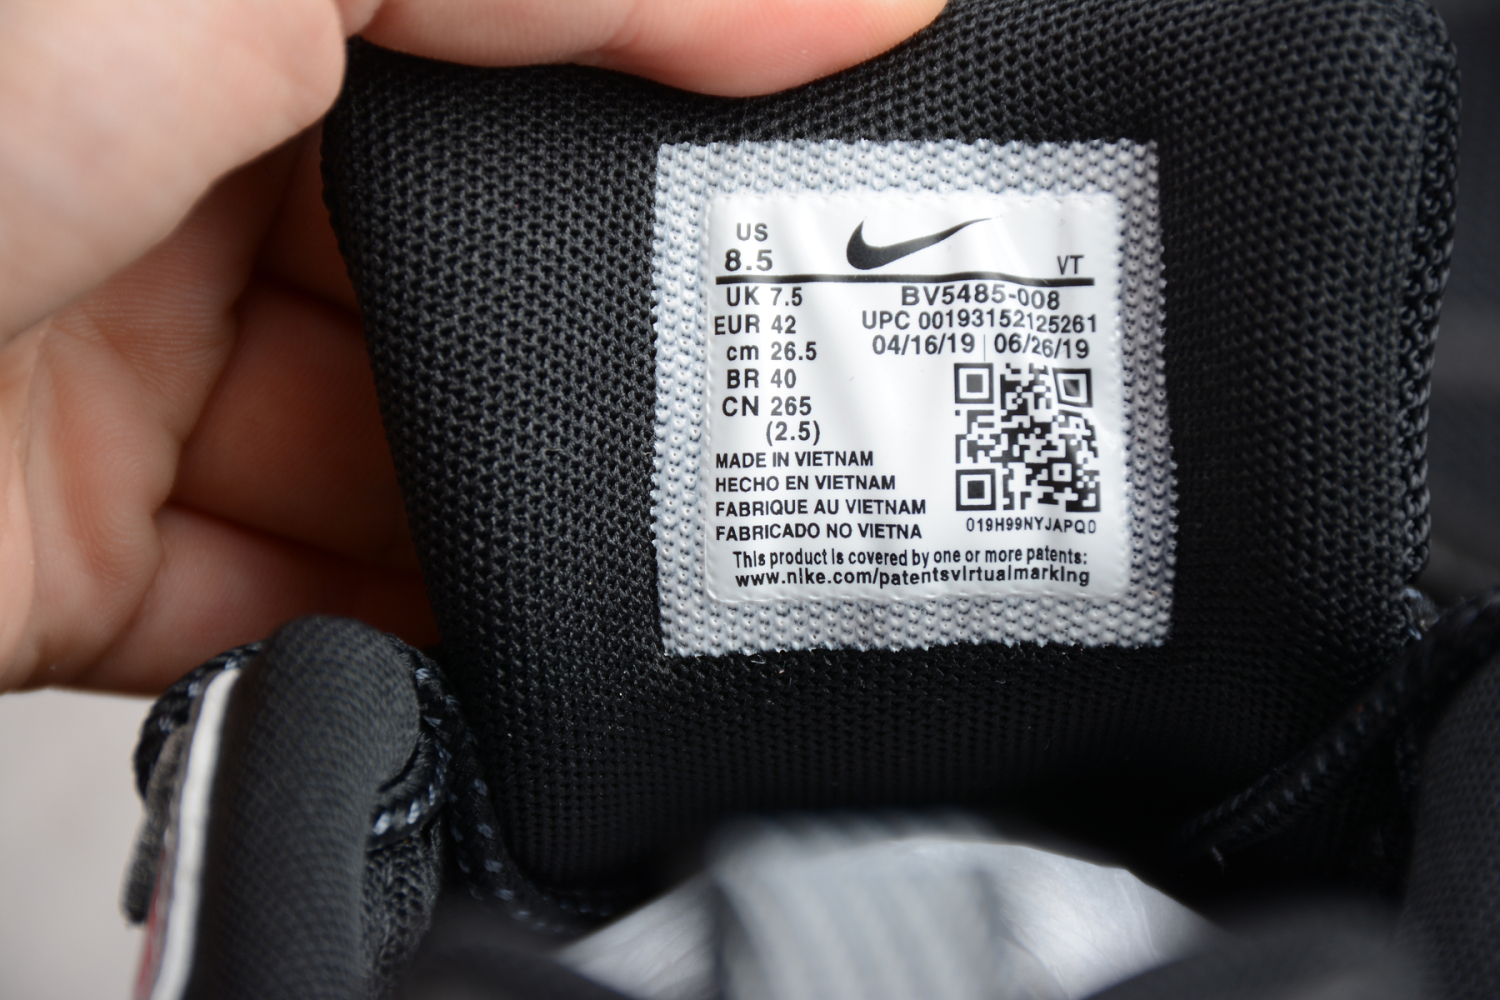 US
8.5
VT
UK 7.5
EUR 42
cm 26.5
BR 40
CN 265
(2.5)
BV5485-008
UPC 00193152125261
04/16/19 | 06/26/19
019H99NYJAPQ0
MADE IN VIETNAM
HECHO EN VIETNAM
FABRIQUE AU VIETNAM
FABRICADO NO VIETNA
This product is covered by one or more patents:
www.nike.com/patentsvirtualmarking